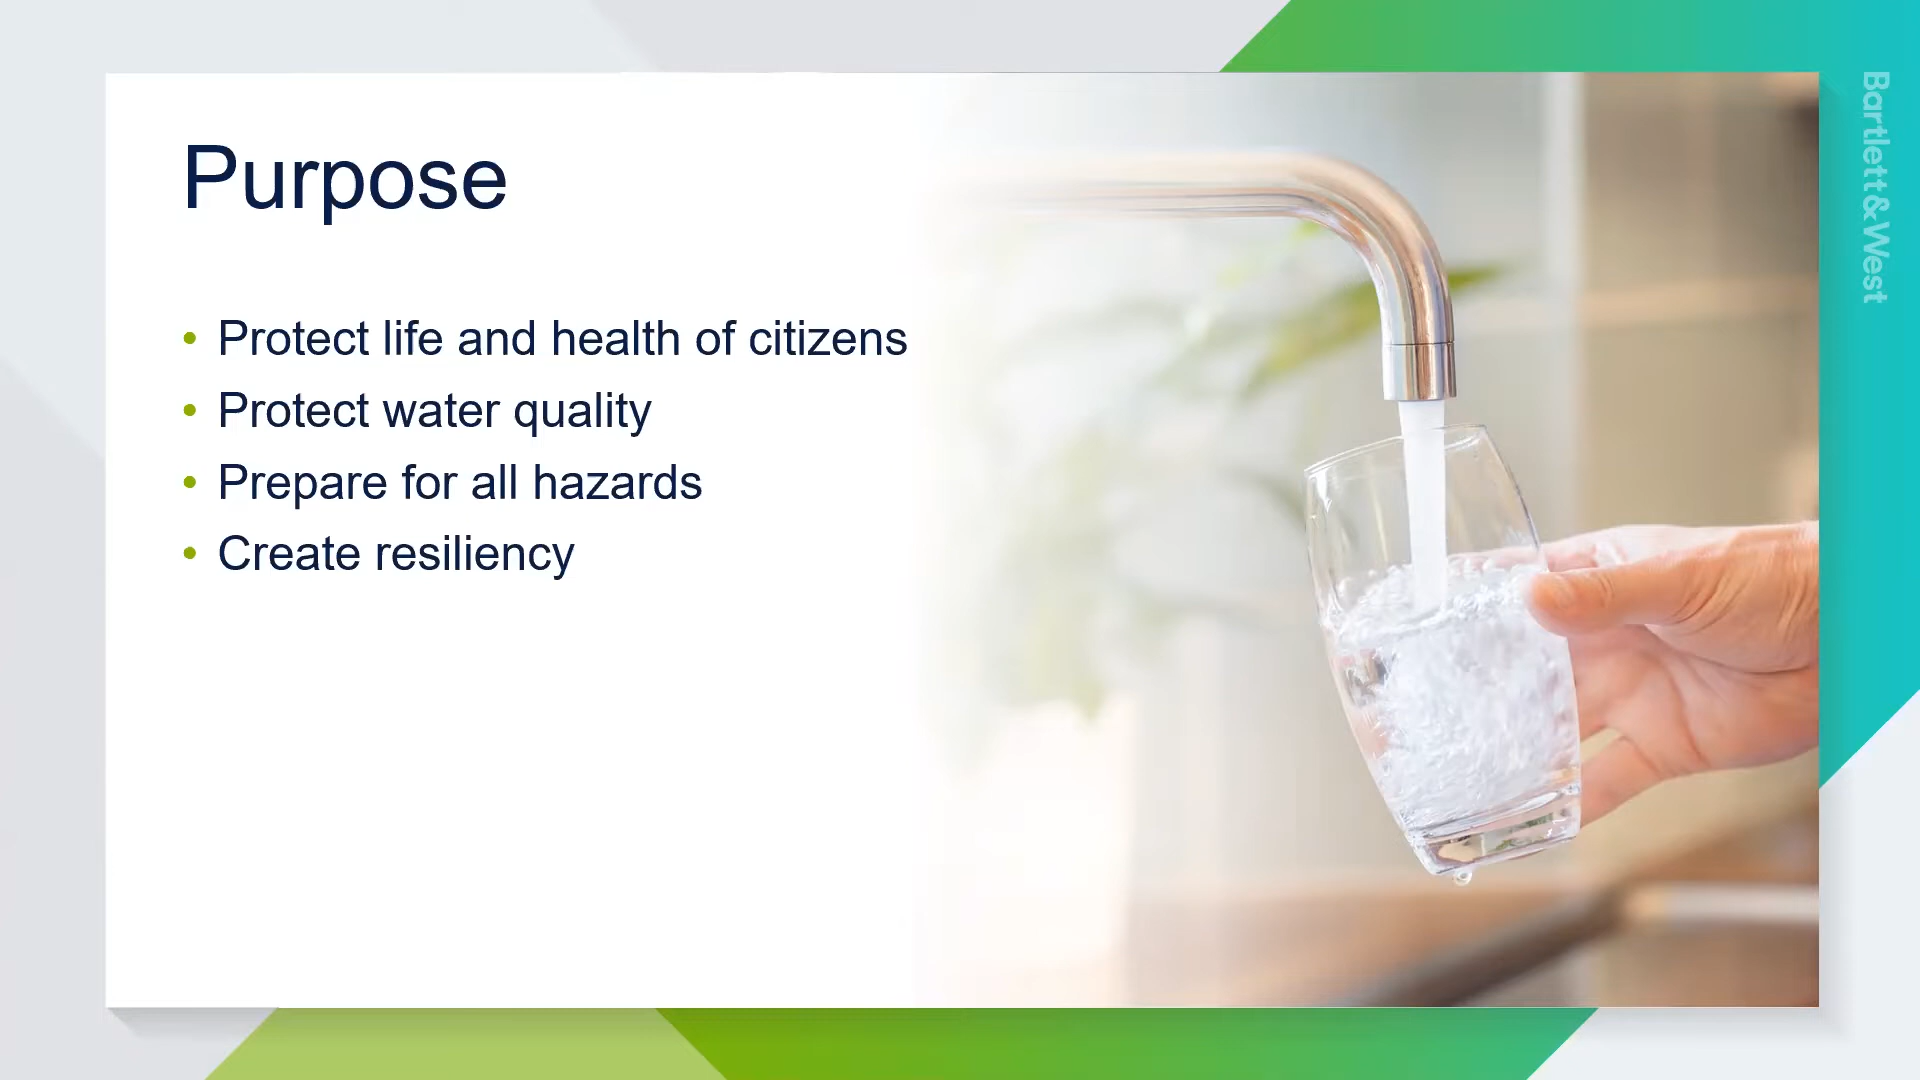 Purpose
• Protect life and health of citizens
• Protect water quality
• Prepare for all hazards
• Create resiliency
Bartlett&West